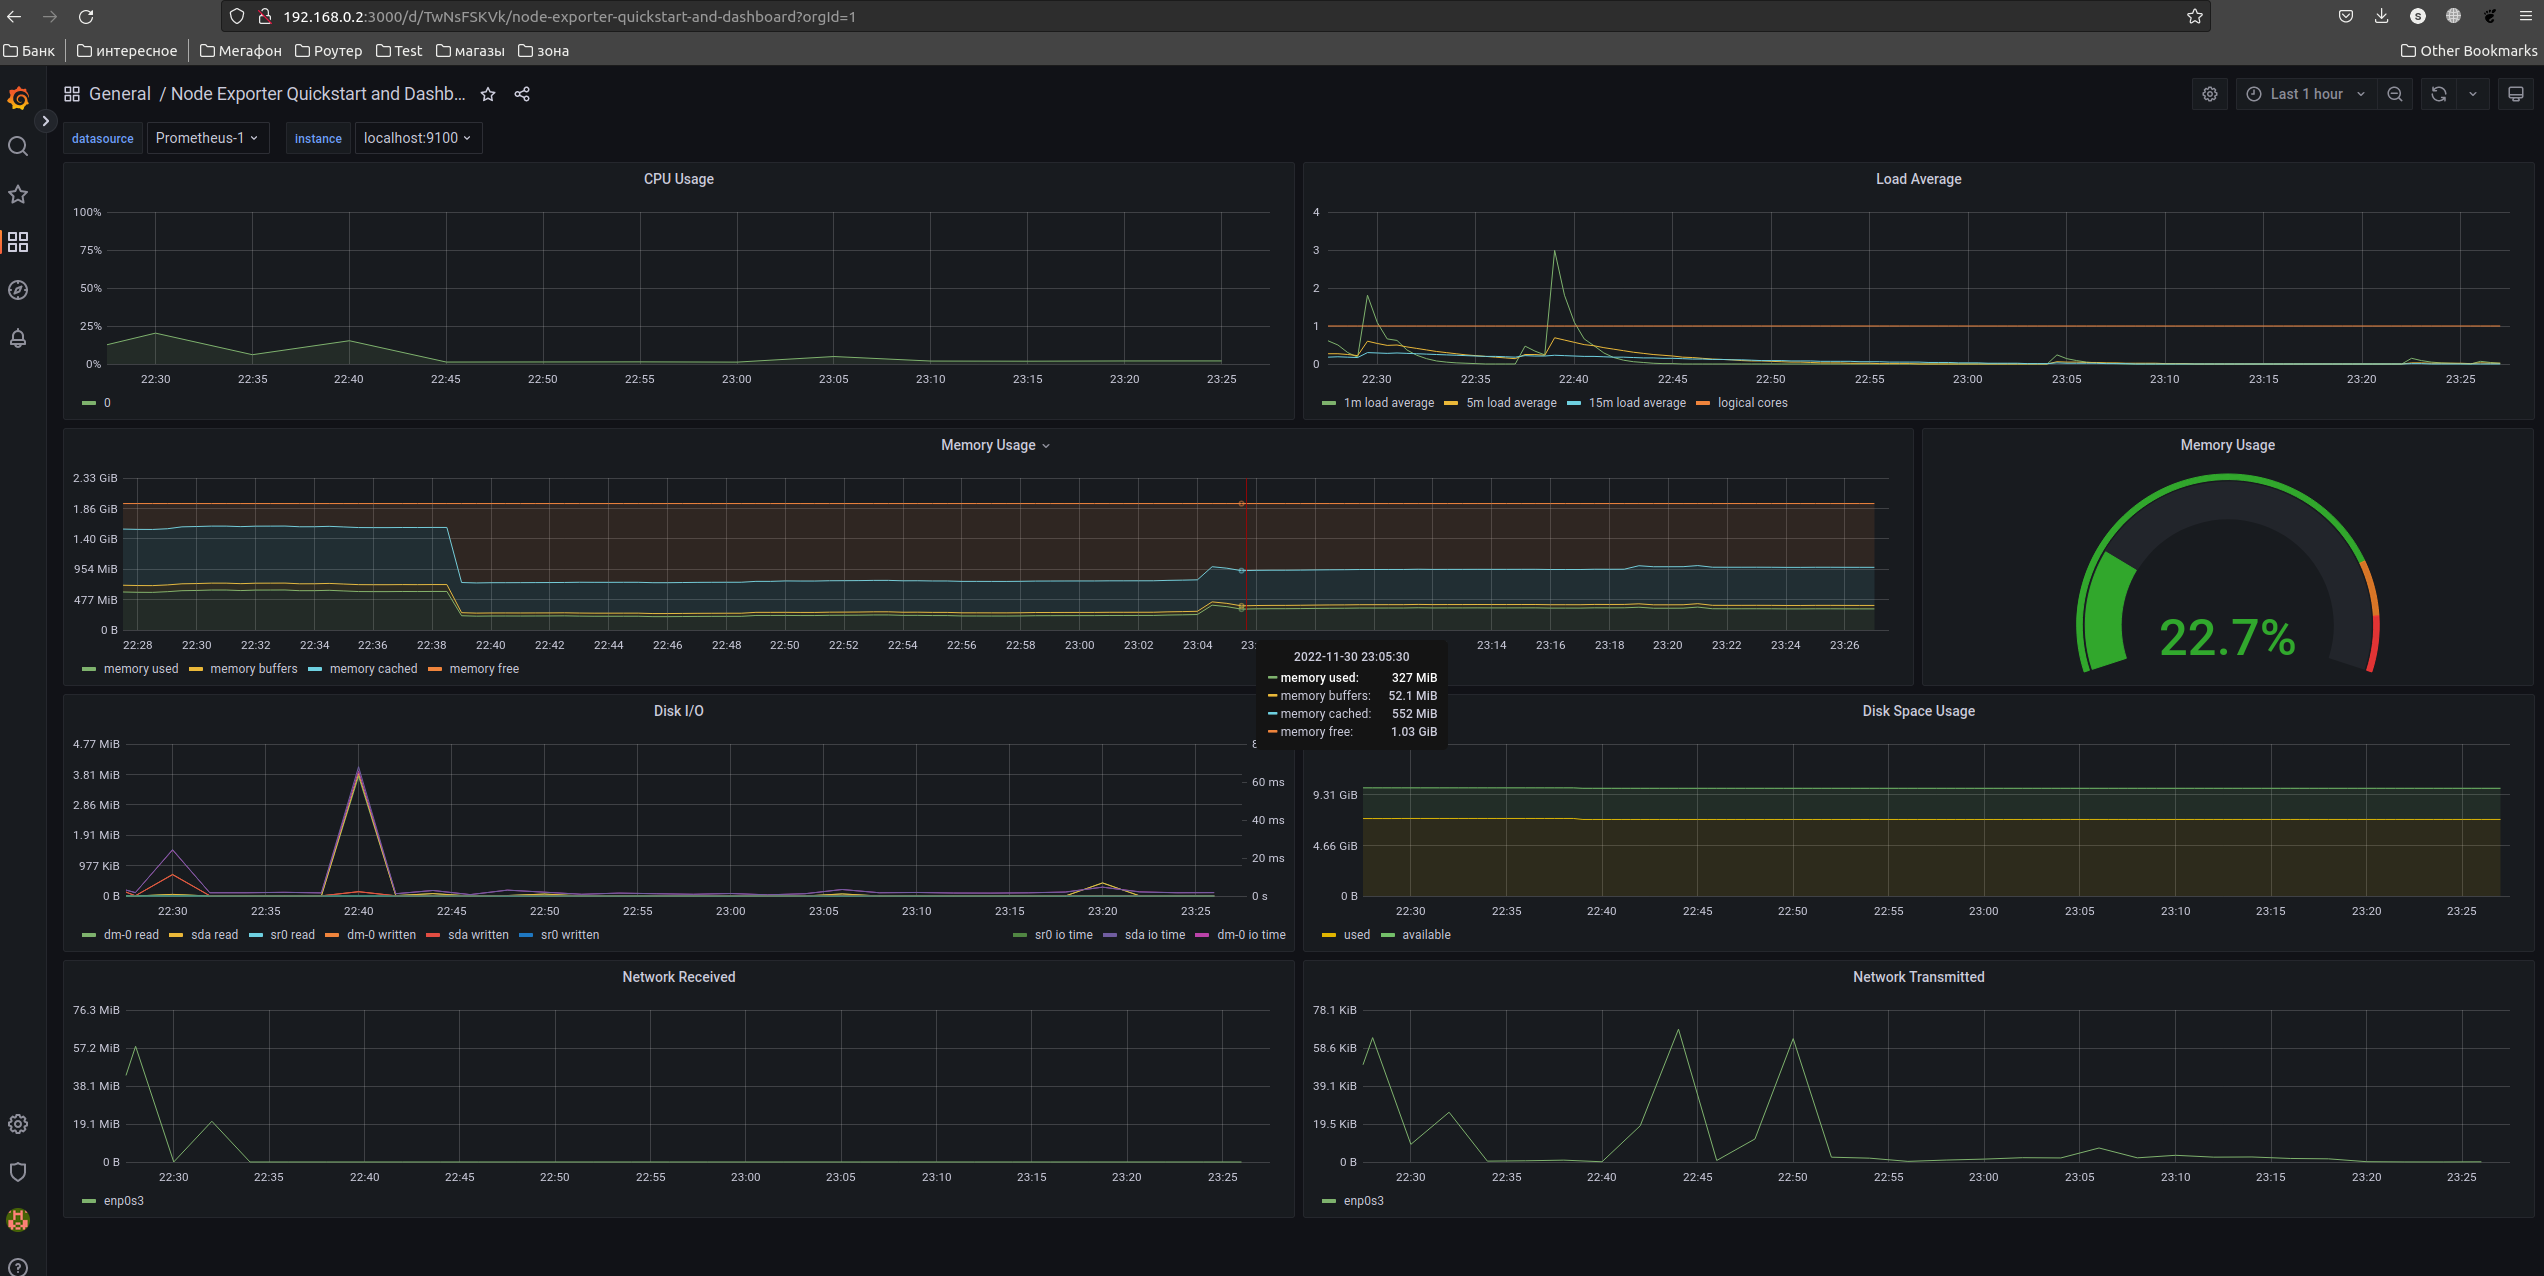 192.168.0.2:3000/d/TwNsFSKVk/node-exporter-quickstart-and-dashboard?orgId=1
S
Банк интересное Мегафон Роутер Test магазы зона Other Bookmarks
General / Node Exporter Quickstart and Dashb... Last 1 hour
datasource Prometheus-1 instance localhost:9100
CPU Usage
100%
75%
50%
25%
0%
22:30 22:35 22:40 22:45 22:50 22:55 23:00 23:05 23:10 23:15 23:20 23:25
0
Load Average
4
3
2
1
0
22:30 22:35 22:40 22:45 22:50 22:55 23:00 23:05 23:10 23:15 23:20 23:25
1m load average 5m load average 15m load average logical cores
Memory Usage
2.33 GiB
1.86 GiB
1.40 GiB
954 MiB
477 MiB
0 B
22:28 22:30 22:32 22:34 22:36 22:38 22:40 22:42 22:44 22:46 22:48 22:50 22:52 22:54 22:56 22:58 23:00 23:02 23:04 23: 23:14 23:16 23:18 23:20 23:22 23:24 23:26
memory used memory buffers memory cached memory free
2022-11-30 23:05:30
memory used: 327 MiB
memory buffers: 52.1 MiB
memory cached: 552 MiB
memory free: 1.03 GiB
Memory Usage
22.7%
Disk I/O
4.77 MiB
3.81 MiB
2.86 MiB
1.91 MiB
977 KiB
0 B
8
60 ms
40 ms
20 ms
0 s
22:30 22:35 22:40 22:45 22:50 22:55 23:00 23:05 23:10 23:15 23:20 23:25
dm-0 read sda read sr0 read dm-0 written sda written sr0 written sr0 io time sda io time dm-0 io time
Disk Space Usage
9.31 GiB
4.66 GiB
0 B
22:30 22:35 22:40 22:45 22:50 22:55 23:00 23:05 23:10 23:15 23:20 23:25
used available
Network Received
76.3 MiB
57.2 MiB
38.1 MiB
19.1 MiB
0 B
22:30 22:35 22:40 22:45 22:50 22:55 23:00 23:05 23:10 23:15 23:20 23:25
enp0s3
Network Transmitted
78.1 KiB
58.6 KiB
39.1 KiB
19.5 KiB
0 B
22:30 22:35 22:40 22:45 22:50 22:55 23:00 23:05 23:10 23:15 23:20 23:25
enp0s3